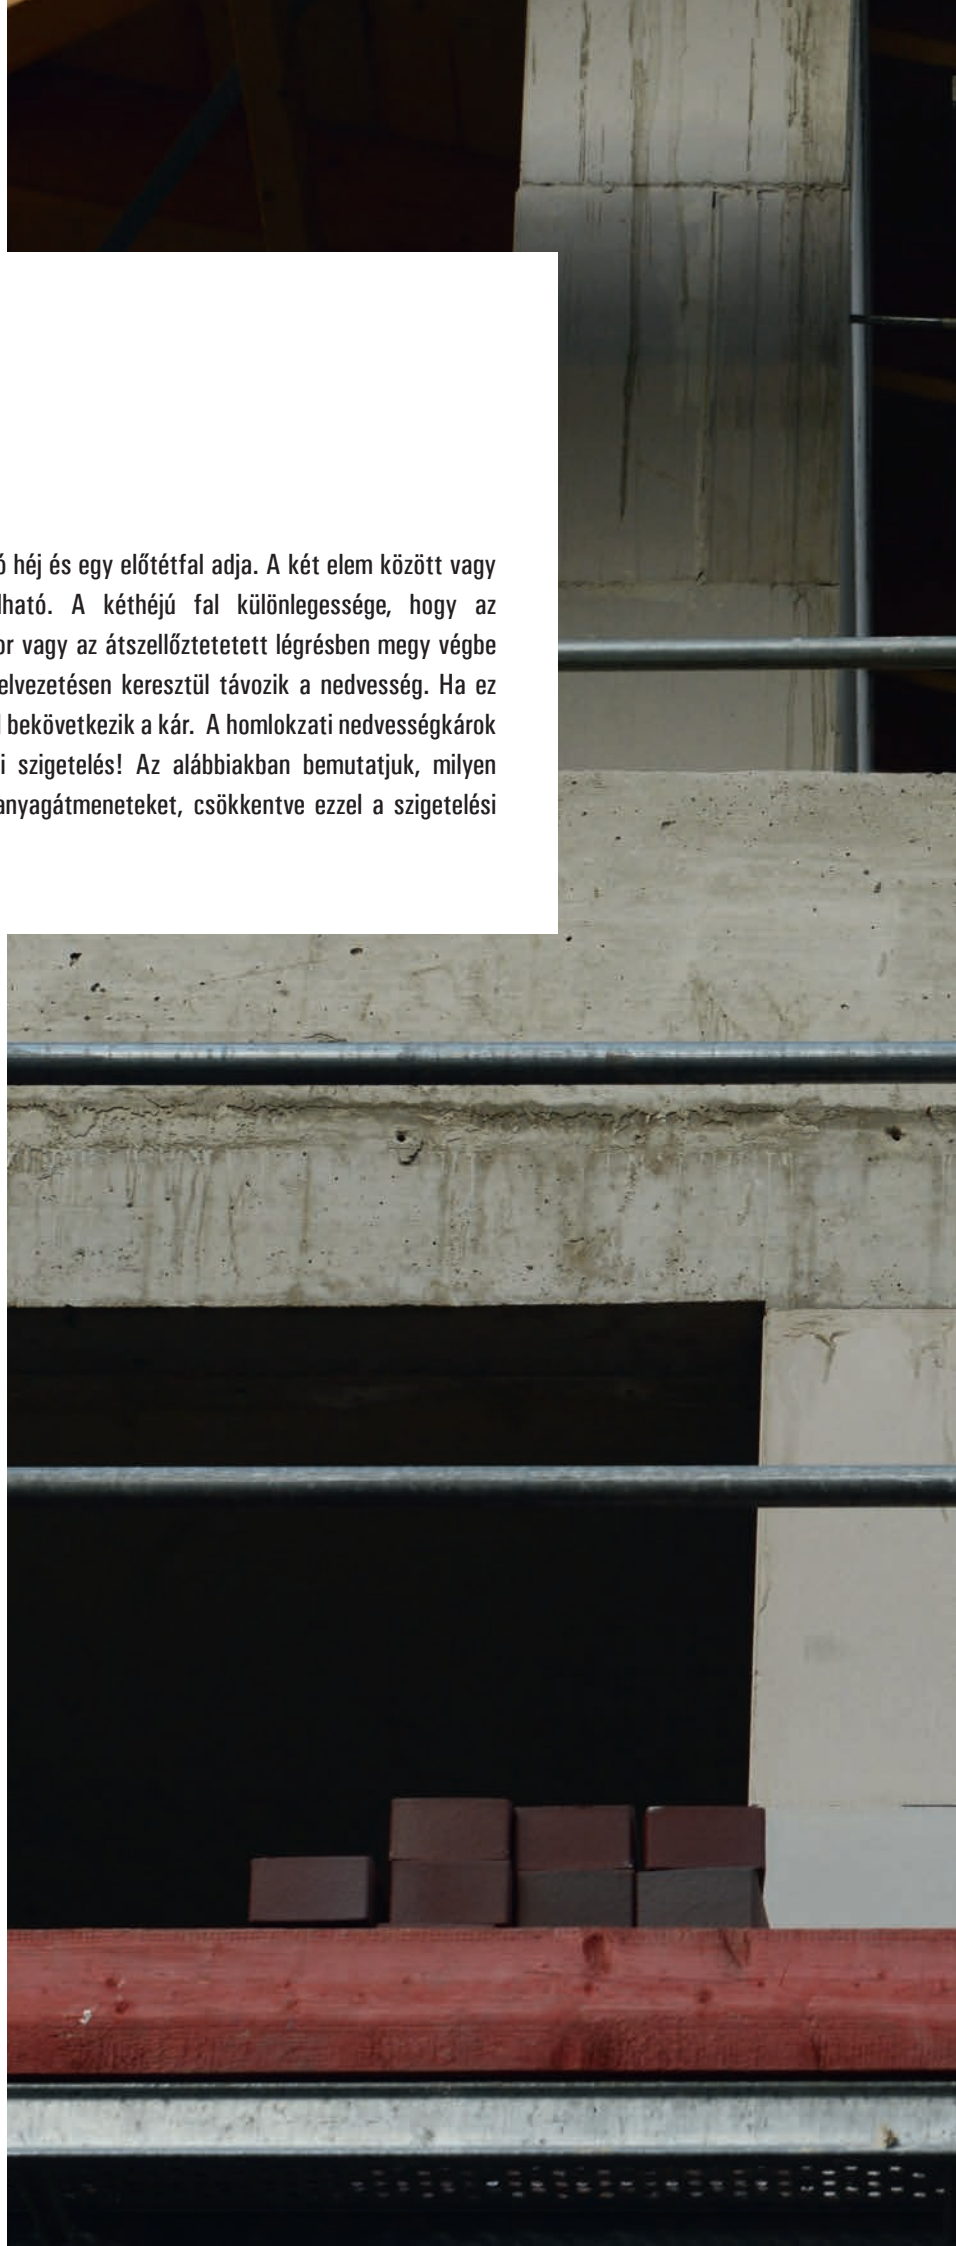 ó héj és egy előtétfal adja. A két elem között vagy
lható. A kéthéjú fal különlegessége, hogy az
or vagy az átszellőztetetett légrésben megy végbe
elvezetésen keresztül távozik a nedvesség. Ha ez
bekövetkezik a kár. A homlokzati nedvességkárok
i szigetelés! Az alábbiakban bemutatjuk, milyen
anyagátmeneteket, csökkentve ezzel a szigetelési